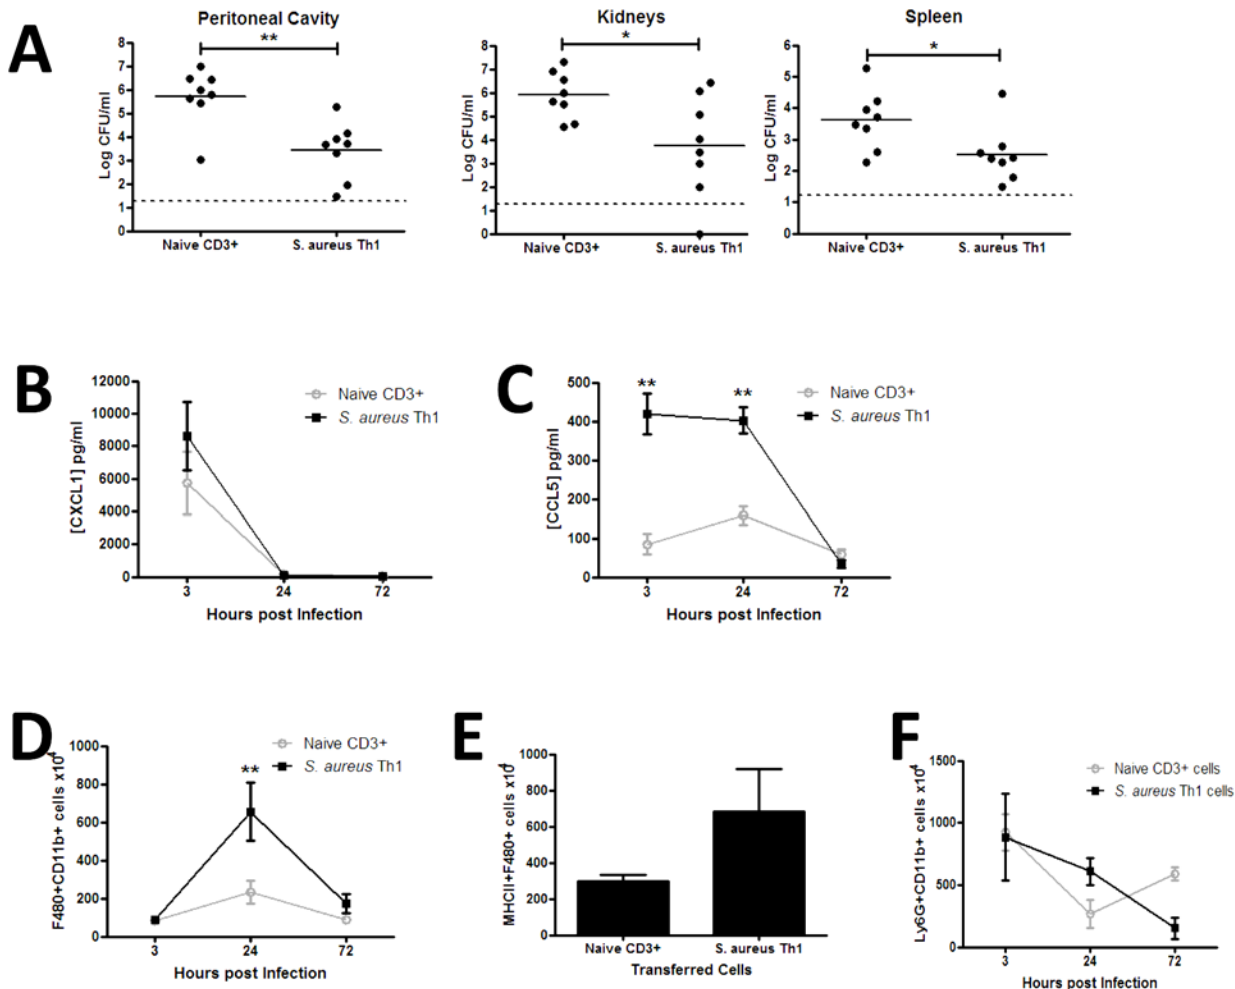 A
Peritoneal Cavity
**
Log CFU/ml
8
7
6
5
4
3
2
1
0
Naive CD3+
S. aureus Th1
Kidneys
*
Log CFU/ml
8
7
6
5
4
3
2
1
0
Naive CD3+
S. aureus Th1
Spleen
*
Log CFU/ml
6
5
4
3
2
1
0
Naive CD3+
S. aureus Th1
B
[CXCL1] pg/ml
12000
10000
8000
6000
4000
2000
0
Naive CD3+
S. aureus Th1
3 24 72
Hours post Infection
C
[CCL5] pg/ml
500
400
300
200
100
0
** **
Naive CD3+
S. aureus Th1
3 24 72
Hours post Infection
D
F480+CD11b+ cells x10⁴
1000
800
600
400
200
0
**
Naive CD3+
S. aureus Th1
3 24 72
Hours post Infection
E
MHCII+F480+ cells x10⁴
1000
800
600
400
200
0
Naive CD3+
S. aureus Th1
Transferred Cells
F
Ly6G+CD11b+ cells x10⁴
1500
1000
500
0
Naive CD3+ cells
S. aureus Th1 cells
3 24 72
Hours post Infection